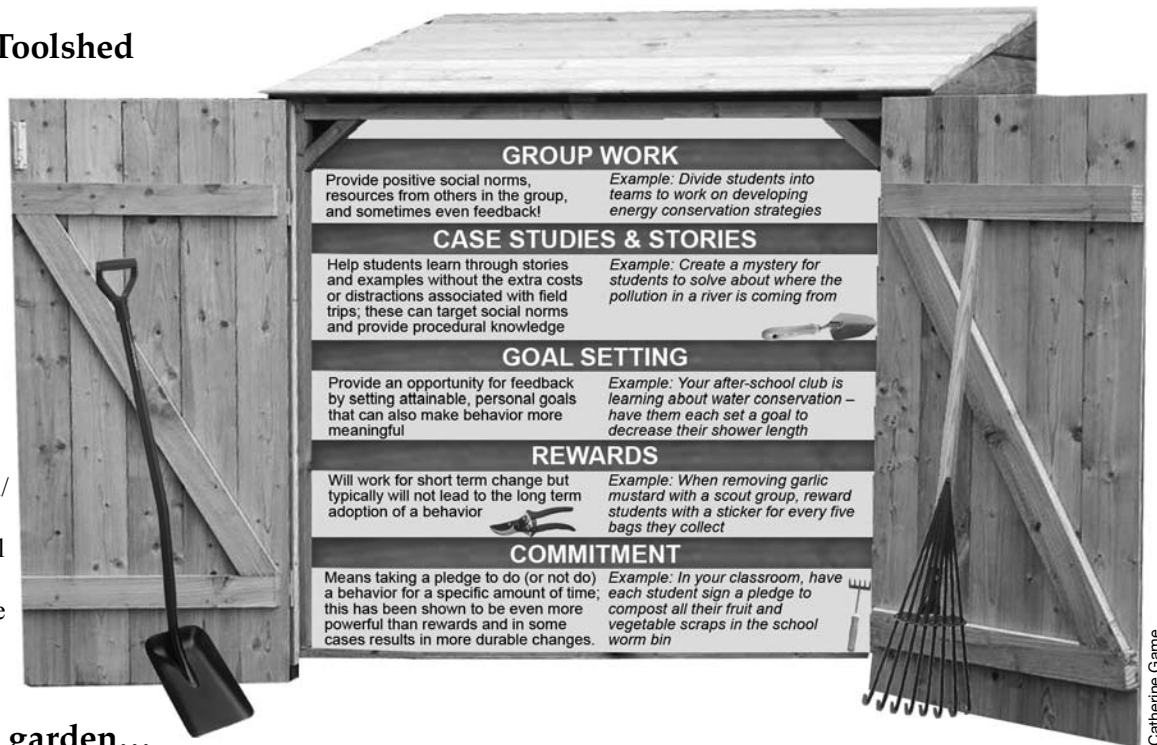 Toolshed
GROUP WORK
Provide positive social norms,
resources from others in the group,
and sometimes even feedback!
Example: Divide students into
teams to work on developing
energy conservation strategies
CASE STUDIES & STORIES
Help students learn through stories
and examples without the extra costs
or distractions associated with field
trips; these can target social norms
and provide procedural knowledge
Example: Create a mystery for
students to solve about where the
pollution in a river is coming from
GOAL SETTING
Provide an opportunity for feedback
by setting attainable, personal goals
that can also make behavior more
meaningful
Example: Your after-school club is
learning about water conservation –
have them each set a goal to
decrease their shower length
REWARDS
Will work for short term change but
typically will not lead to the long term
adoption of a behavior
Example: When removing garlic
mustard with a scout group, reward
students with a sticker for every five
bags they collect
COMMITMENT
Means taking a pledge to do (or not do)
a behavior for a specific amount of time;
this has been shown to be even more
powerful than rewards and in some
cases results in more durable changes.
Example: In your classroom, have
each student sign a pledge to
compost all their fruit and
vegetable scraps in the school
worm bin
/
garden...
Catherine Game